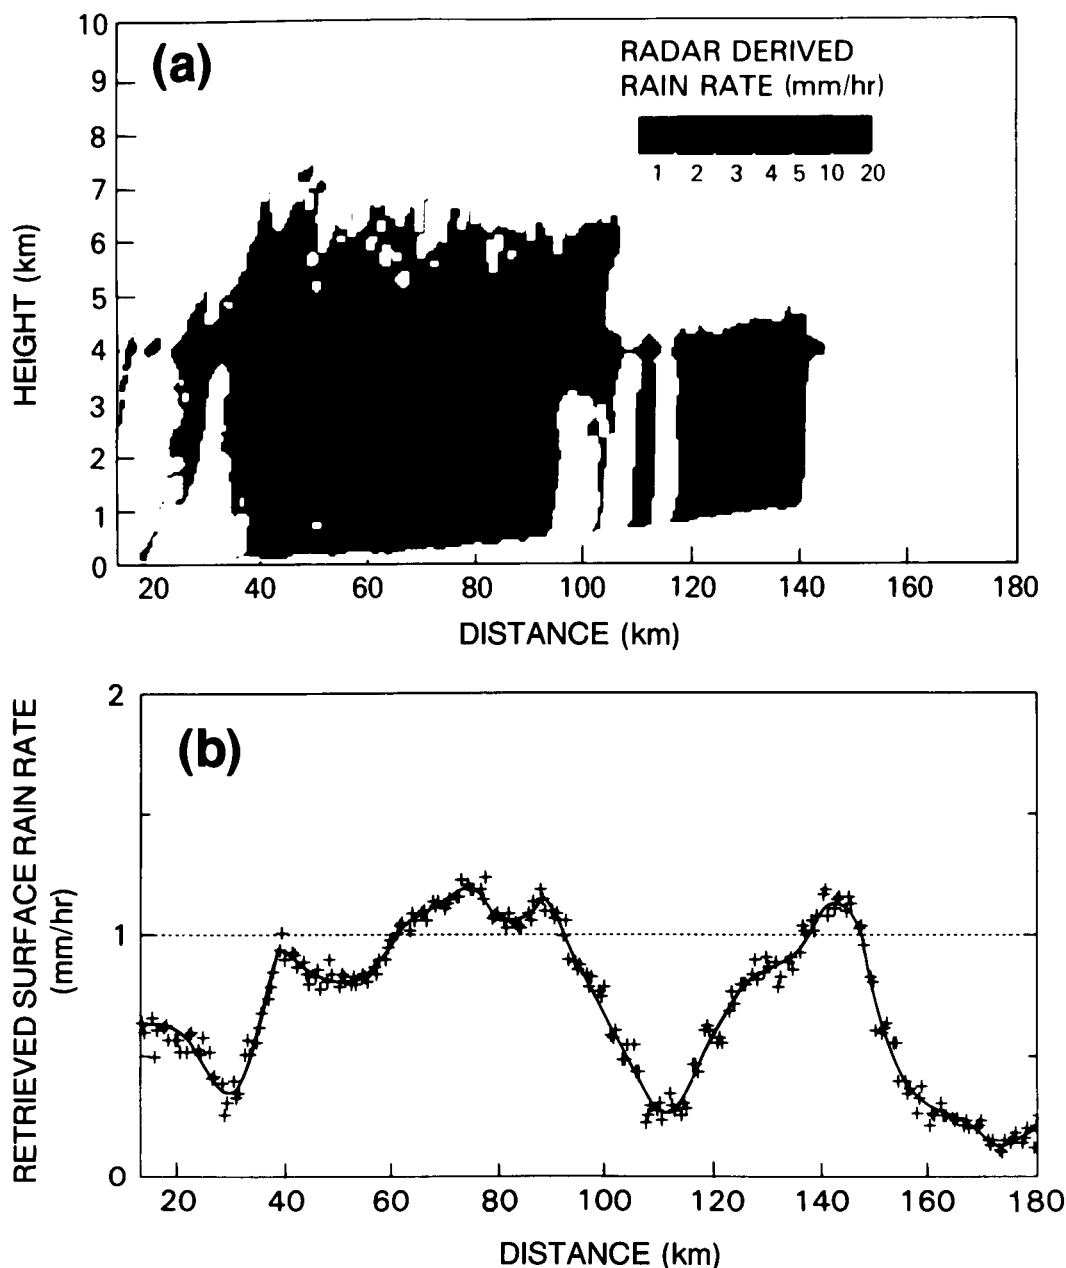 (a)
RADAR DERIVED
RAIN RATE (mm/hr)
1 2 3 4 5 10 20
10
9
8
7
6
5
4
3
2
1
0
HEIGHT (km)
20 40 60 80 100 120 140 160 180
DISTANCE (km)
(b)
2
1
0
RETRIEVED SURFACE RAIN RATE
(mm/hr)
20 40 60 80 100 120 140 160 180
DISTANCE (km)